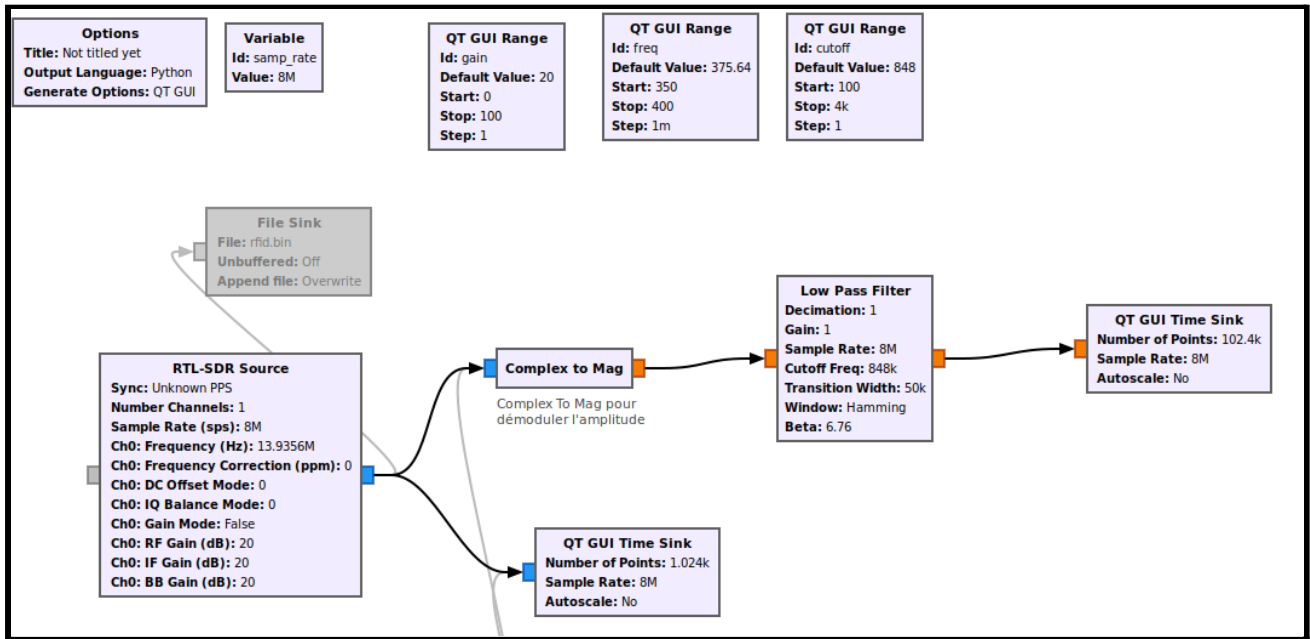 Options
Title: Not titled yet
Output Language: Python
Generate Options: QT GUI
Variable
Id: samp_rate
Value: 8M
QT GUI Range
Id: gain
Default Value: 20
Start: 0
Stop: 100
Step: 1
QT GUI Range
Id: freq
Default Value: 375.64
Start: 350
Stop: 400
Step: 1m
QT GUI Range
Id: cutoff
Default Value: 848
Start: 100
Stop: 4k
Step: 1
File Sink
File: rfid.bin
Unbuffered: Off
Append file: Overwrite
RTL-SDR Source
Sync: Unknown PPS
Number Channels: 1
Sample Rate (sps): 8M
Ch0: Frequency (Hz): 13.9356M
Ch0: Frequency Correction (ppm): 0
Ch0: DC Offset Mode: 0
Ch0: IQ Balance Mode: 0
Ch0: Gain Mode: False
Ch0: RF Gain (dB): 20
Ch0: IF Gain (dB): 20
Ch0: BB Gain (dB): 20
Complex to Mag
Complex To Mag pour
démoduler l'amplitude
Low Pass Filter
Decimation: 1
Gain: 1
Sample Rate: 8M
Cutoff Freq: 848k
Transition Width: 50k
Window: Hamming
Beta: 6.76
QT GUI Time Sink
Number of Points: 102.4k
Sample Rate: 8M
Autoscale: No
QT GUI Time Sink
Number of Points: 1.024k
Sample Rate: 8M
Autoscale: No